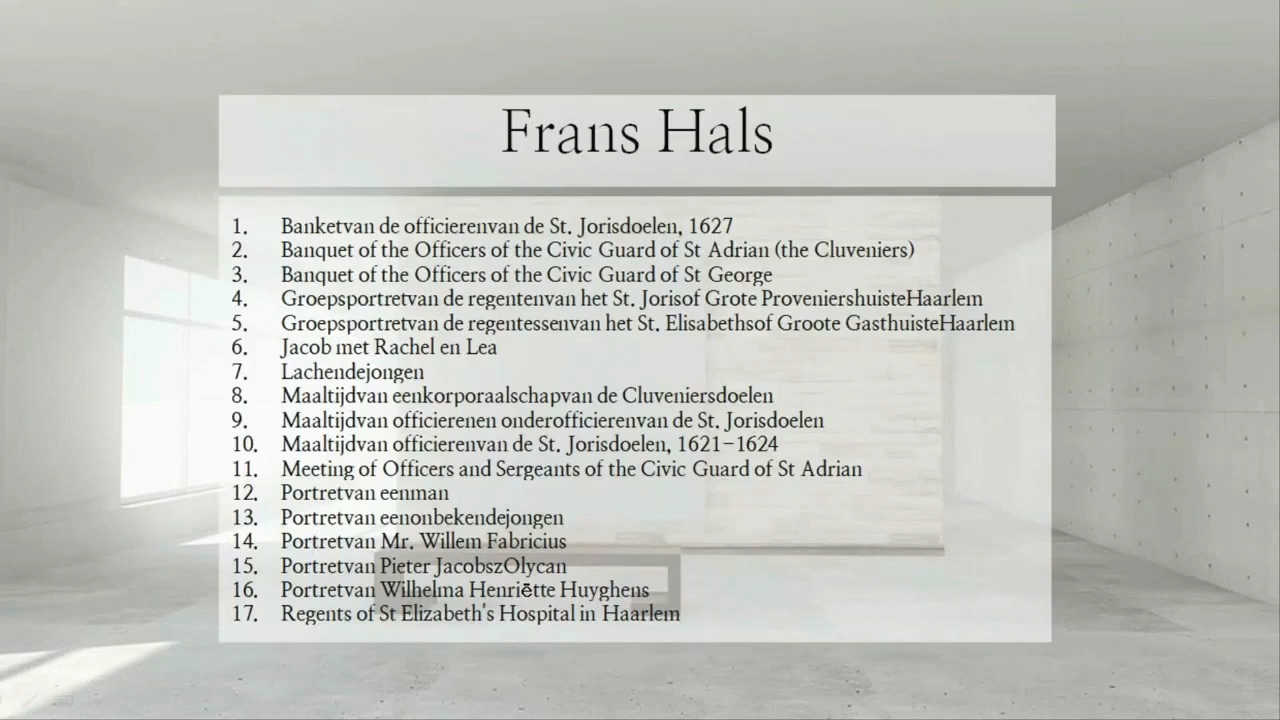 Frans Hals
1. Banketvan de officierenvan de St. Jorisdoelen, 1627
2. Banquet of the Officers of the Civic Guard of St Adrian (the Cluveniers)
3. Banquet of the Officers of the Civic Guard of St George
4. Groepsportretvan de regentenvan het St. Jorisof Grote ProveniershuisteHaarlem
5. Groepsportretvan de regentessenvan het St. Elisabethsof Groote GasthuisteHaarlem
6. Jacob met Rachel en Lea
7. Lachendejongen
8. Maaltijdvan eenkorporaalschapvan de Cluveniersdoelen
9. Maaltijdvan officierenen onderofficierenvan de St. Jorisdoelen
10. Maaltijdvan officierenvan de St. Jorisdoelen, 1621-1624
11. Meeting of Officers and Sergeants of the Civic Guard of St Adrian
12. Portretvan eenman
13. Portretvan eenonbekendejongen
14. Portretvan Mr. Willem Fabricius
15. Portretvan Pieter JacobszOlycan
16. Portretvan Wilhelma Henriētte Huyghens
17. Regents of St Elizabeth's Hospital in Haarlem